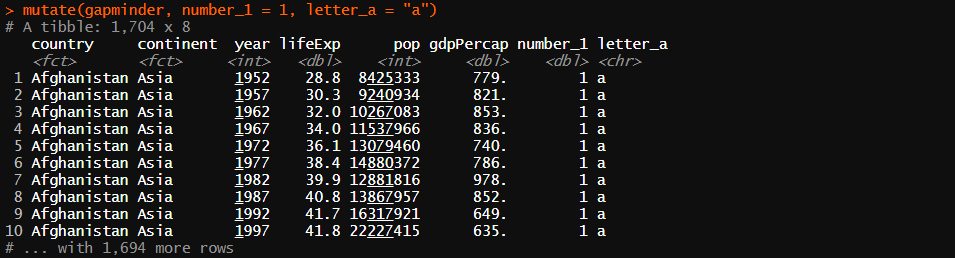 > mutate(gapminder, number_1 = 1, letter_a = "a")
# A tibble: 1,704 x 8
country continent year lifeExp pop gdpPercap number_1 letter_a
<fct> <fct> <int> <dbl> <int> <dbl> <dbl> <chr>
1 Afghanistan Asia 1952 28.8 8425333 779. 1 a
2 Afghanistan Asia 1957 30.3 9240934 821. 1 a
3 Afghanistan Asia 1962 32.0 10267083 853. 1 a
4 Afghanistan Asia 1967 34.0 11537966 836. 1 a
5 Afghanistan Asia 1972 36.1 13079460 740. 1 a
6 Afghanistan Asia 1977 38.4 14880372 786. 1 a
7 Afghanistan Asia 1982 39.9 12881816 978. 1 a
8 Afghanistan Asia 1987 40.8 13867957 852. 1 a
9 Afghanistan Asia 1992 41.7 16317921 649. 1 a
10 Afghanistan Asia 1997 41.8 22227415 635. 1 a
# ... with 1,694 more rows